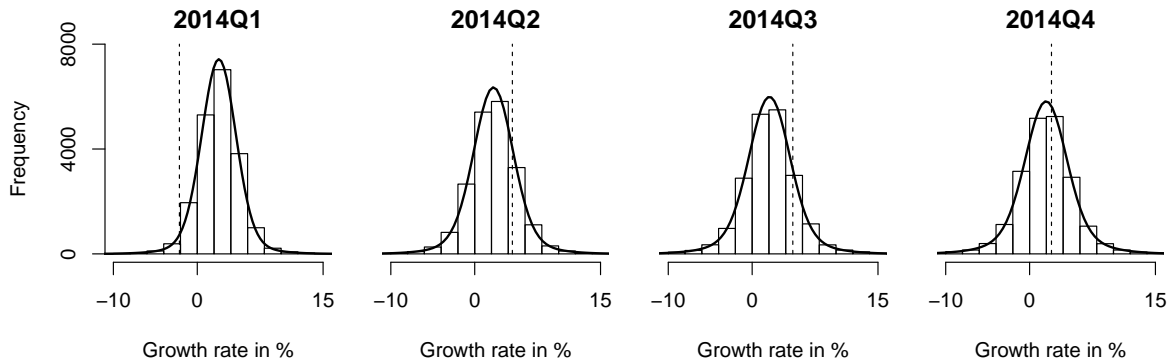 2014Q1 2014Q2 2014Q3 2014Q4
8000
4000
0
Frequency
−10 0 15 −10 0 15 −10 0 15 −10 0 15
Growth rate in % Growth rate in % Growth rate in % Growth rate in %